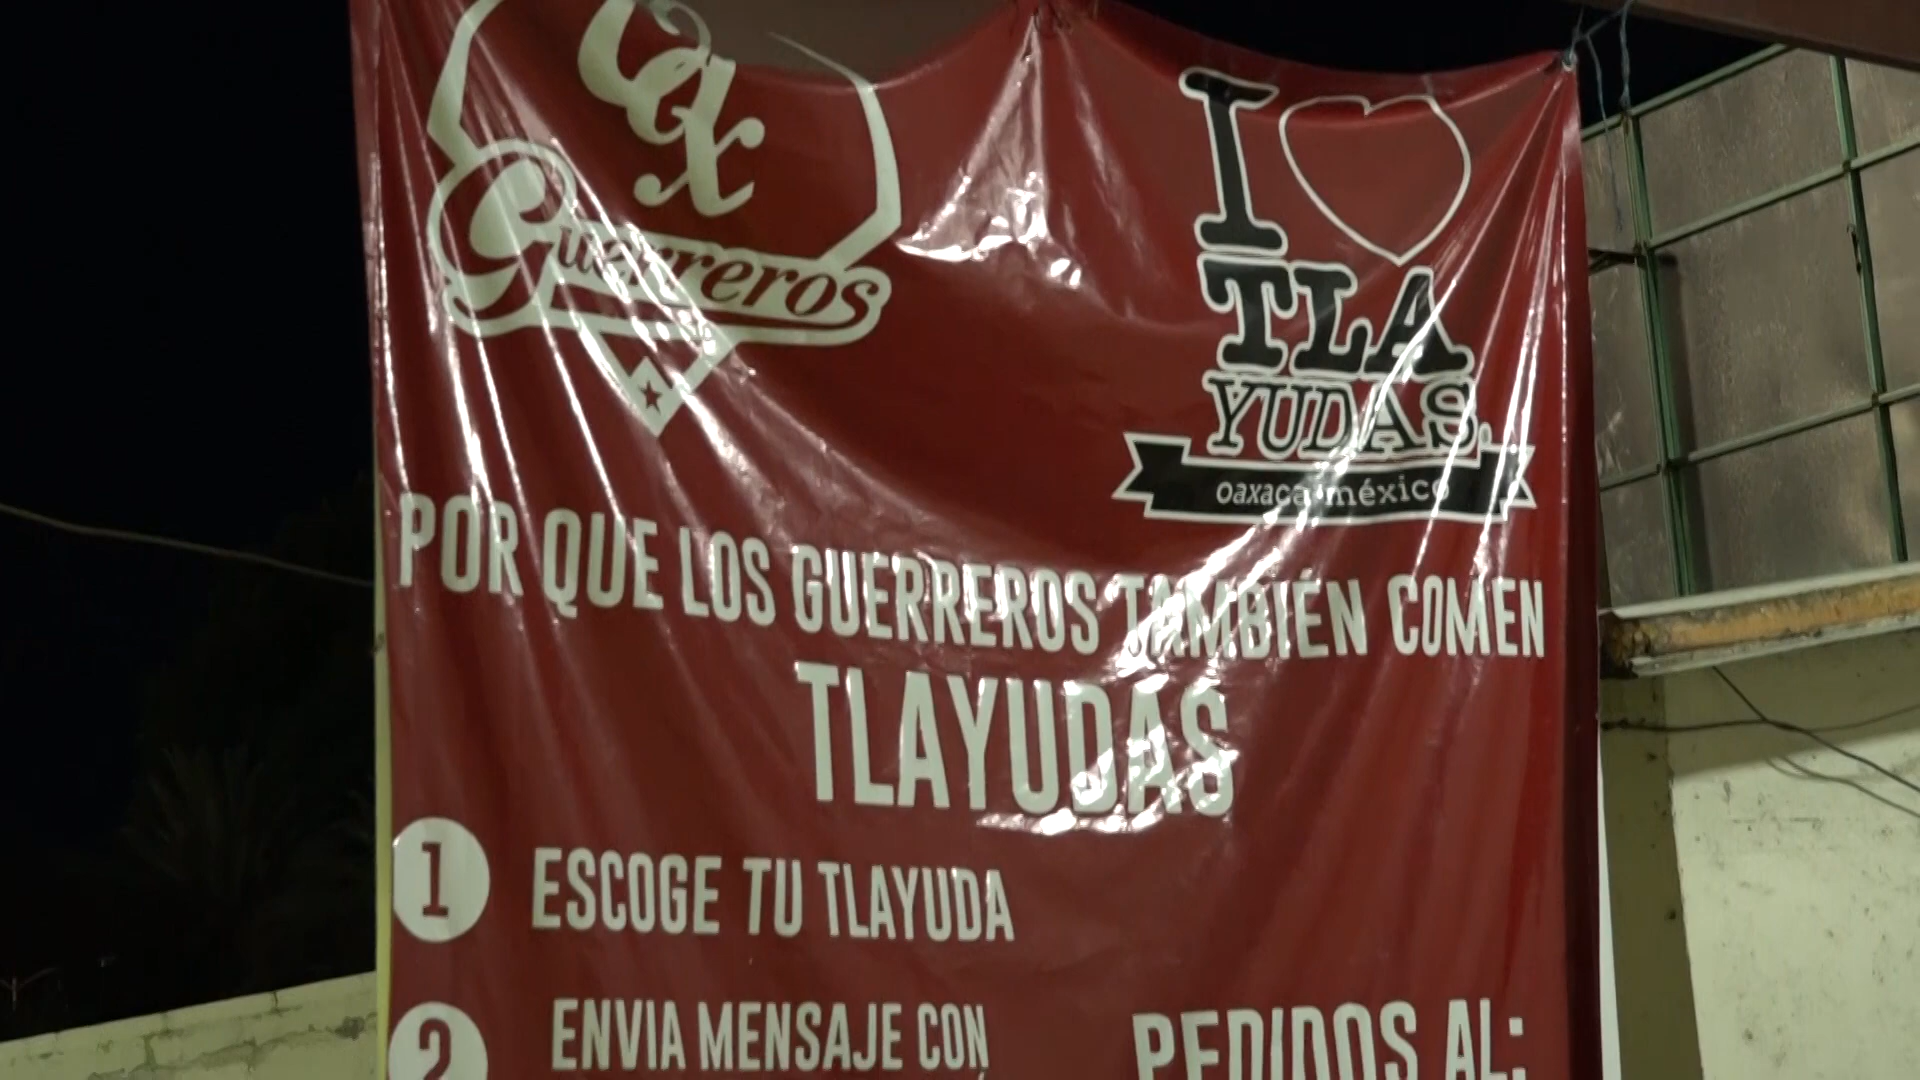 oax
Guerreros
I
TLA
YUDAS.
oaxaca méxico
POR QUE LOS GUERREROS TAMBIÉN COMEN
TLAYUDAS
1 ESCOGE TU TLAYUDA
2 ENVIA MENSAJE CON
PEDIDOS AL: